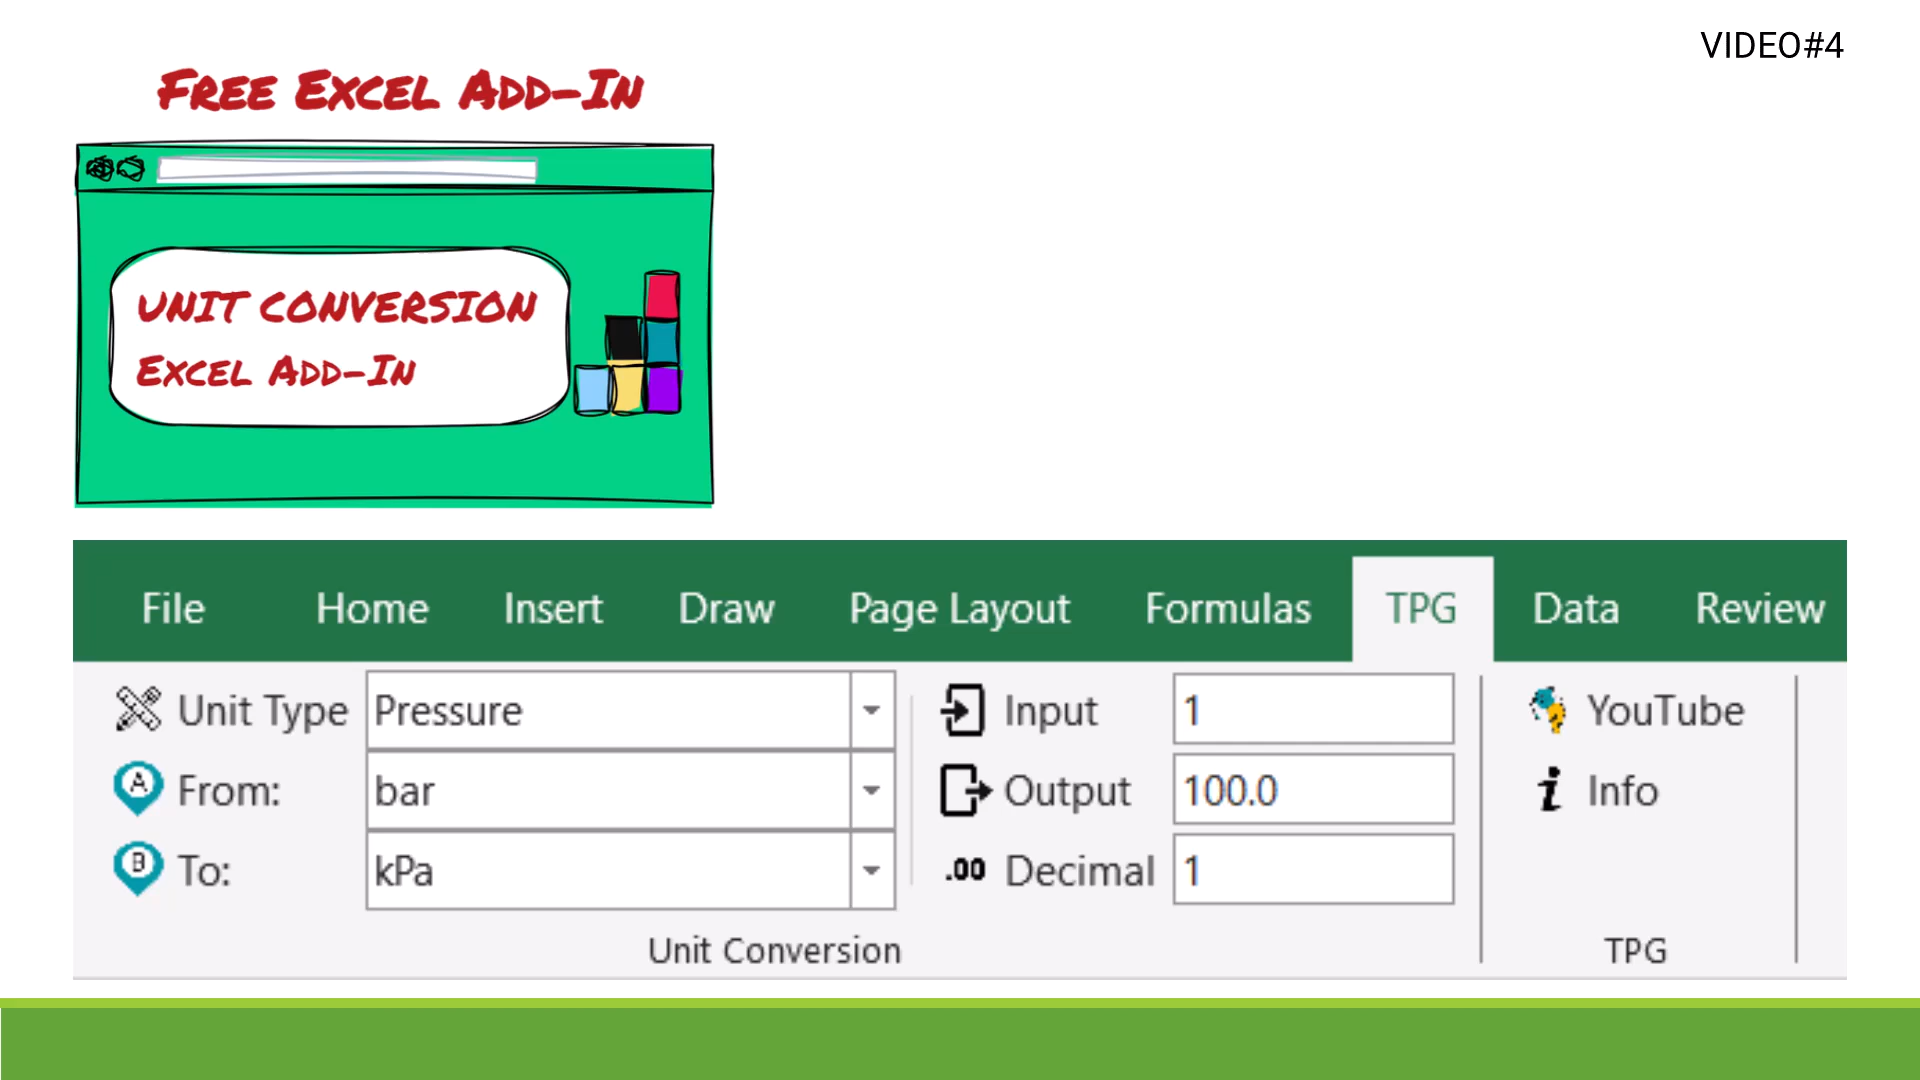 VIDEO#4
FREE EXCEL ADD-IN
UNIT CONVERSION
EXCEL ADD-IN
File Home Insert Draw Page Layout Formulas TPG Data Review
Unit Type Pressure Input 1 YouTube
A From: bar Output 100.0 i Info
B To: kPa .00 Decimal 1
Unit Conversion TPG